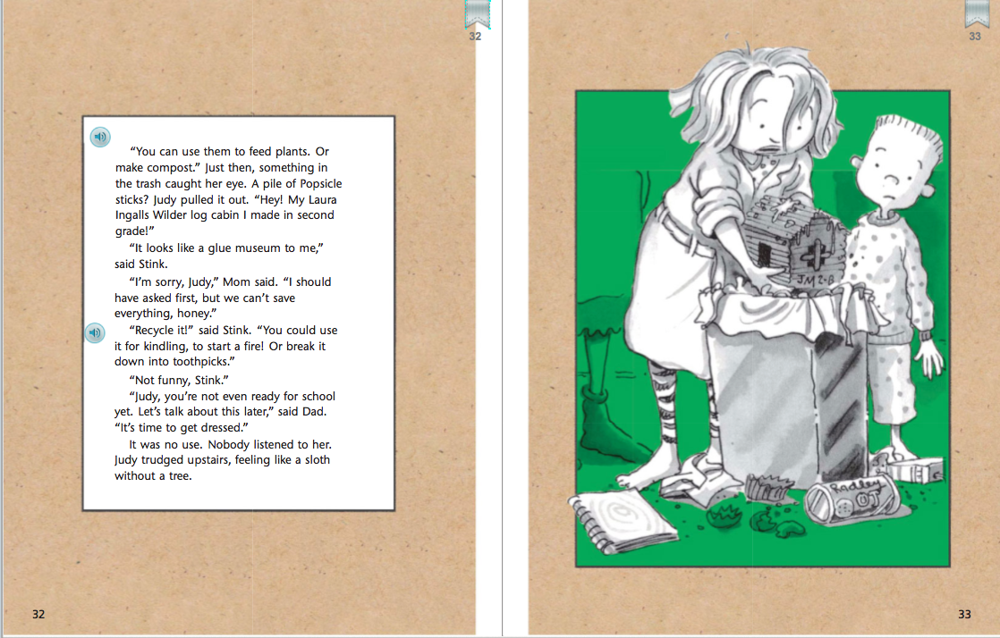 32
“You can use them to feed plants. Or
make compost.” Just then, something in
the trash caught her eye. A pile of Popsicle
sticks? Judy pulled it out. “Hey! My Laura
Ingalls Wilder log cabin I made in second
grade!”
“It looks like a glue museum to me,”
said Stink.
“I’m sorry, Judy,” Mom said. “I should
have asked first, but we can’t save
everything, honey.”
“Recycle it!” said Stink. “You could use
it for kindling, to start a fire! Or break it
down into toothpicks.”
“Not funny, Stink.”
“Judy, you’re not even ready for school
yet. Let’s talk about this later,” said Dad.
“It’s time to get dressed.”
It was no use. Nobody listened to her.
Judy trudged upstairs, feeling like a sloth
without a tree.
32
33
JM 2-B
Radley
OJ
33